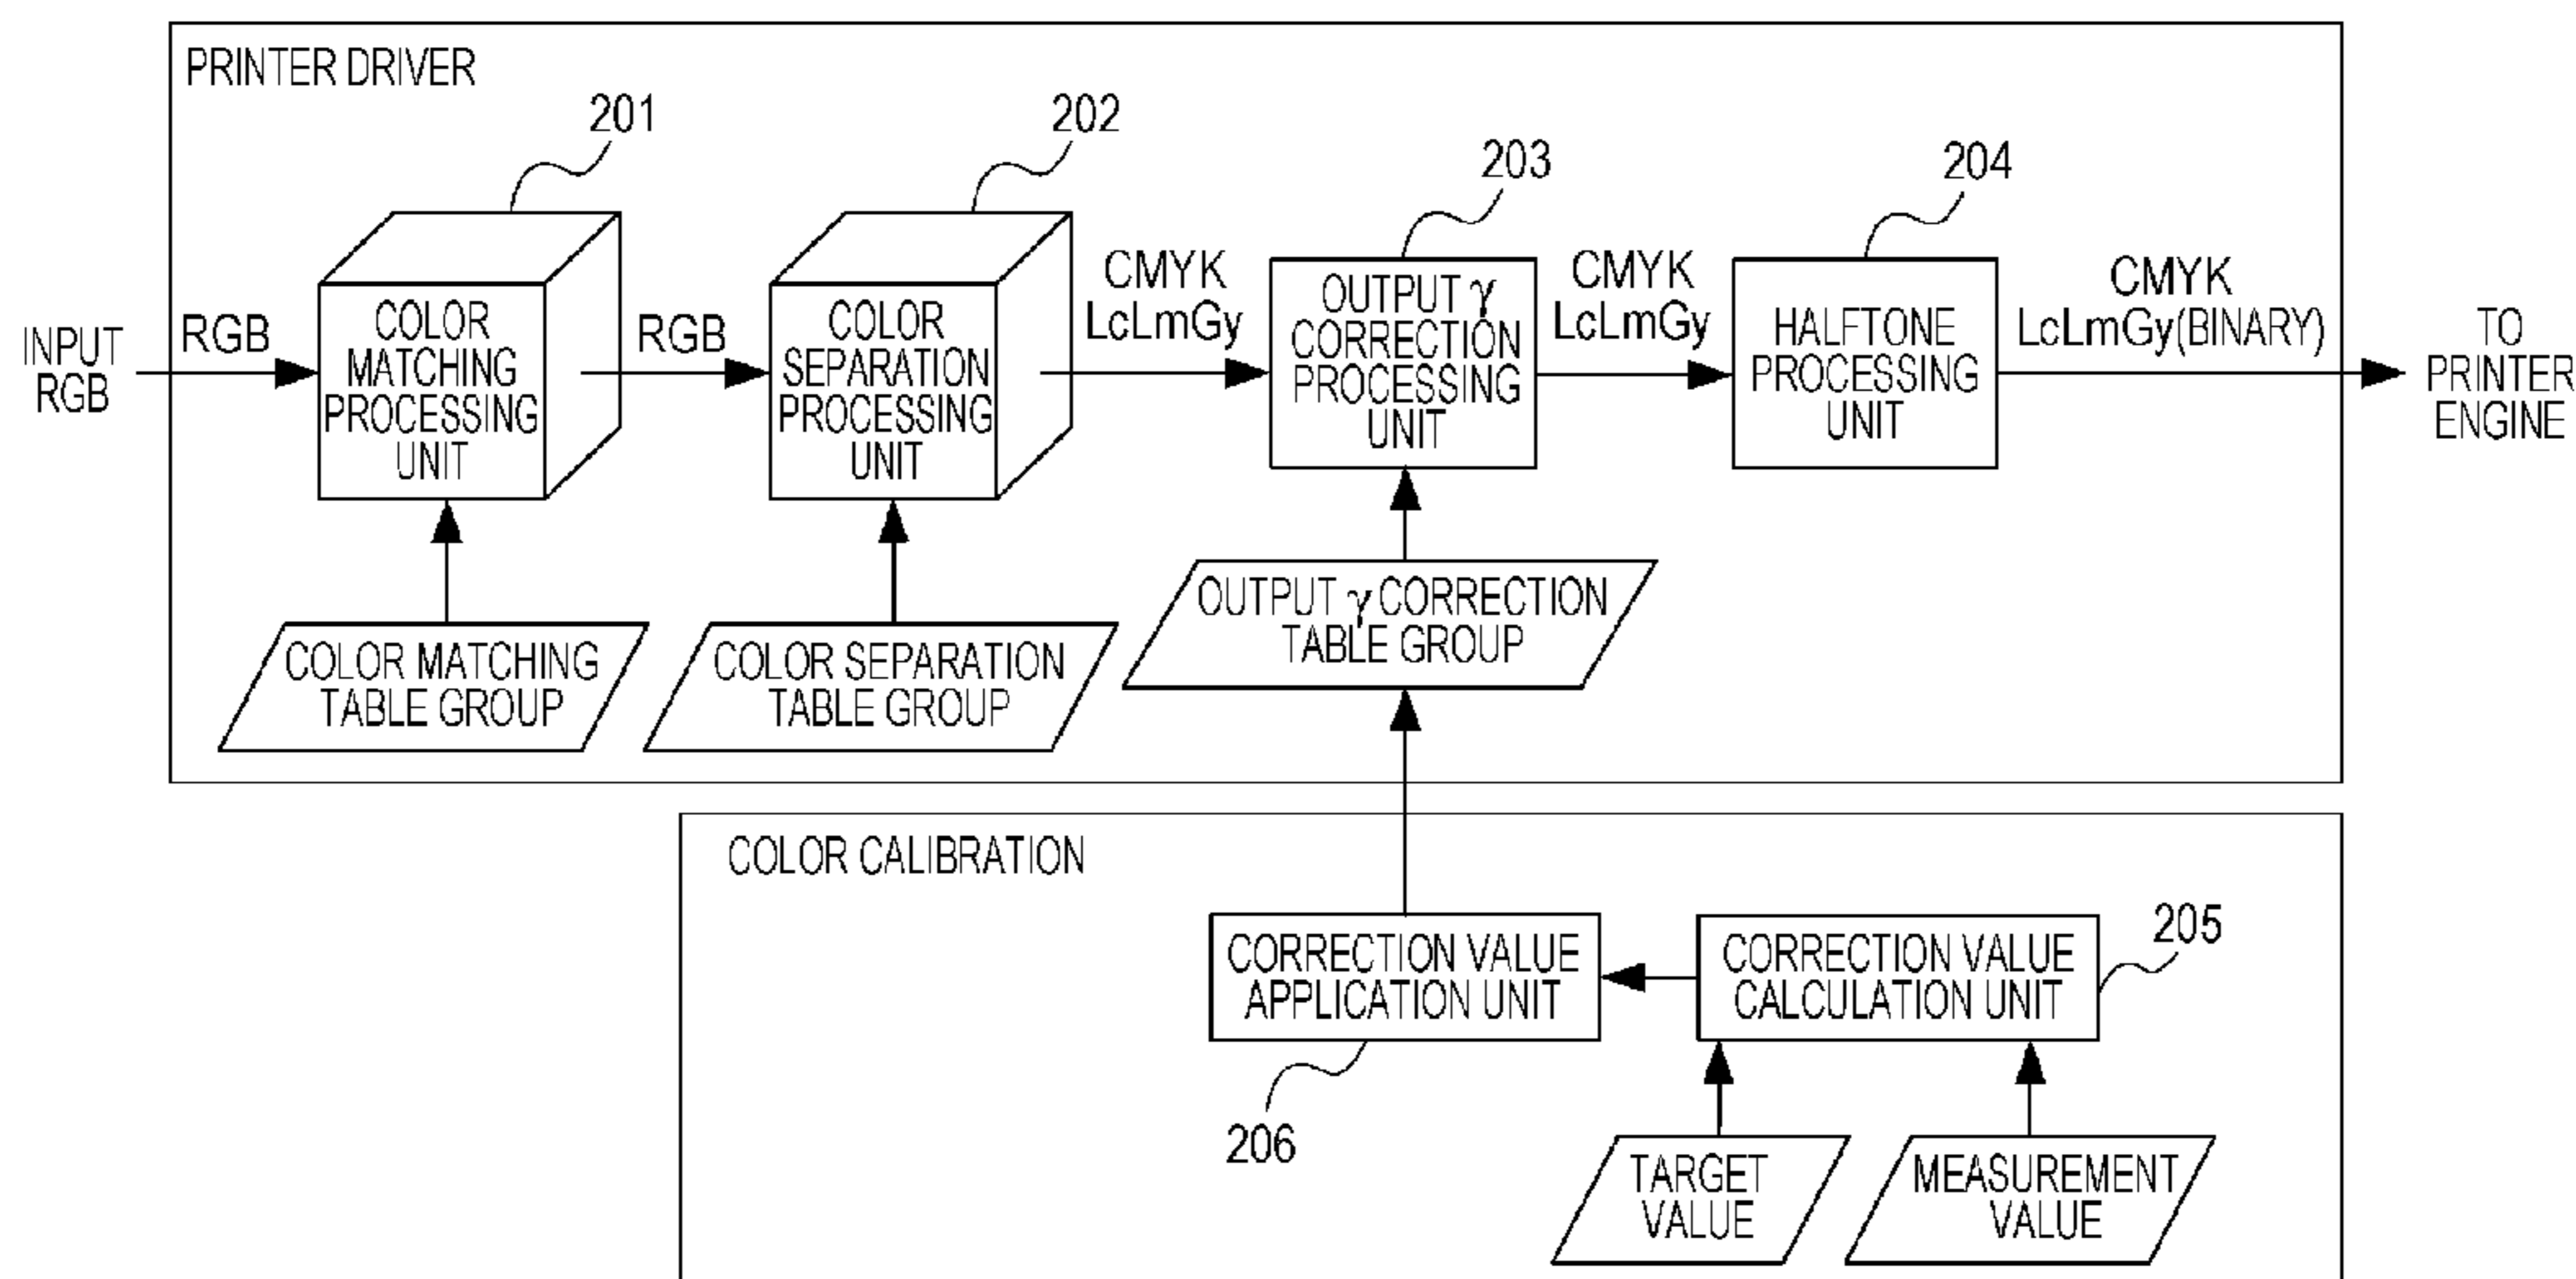 PRINTER DRIVER
201
202
203
204
INPUT
RGB
RGB
COLOR
MATCHING
PROCESSING
UNIT
RGB
COLOR
SEPARATION
PROCESSING
UNIT
CMYK
LcLmGy
OUTPUT γ
CORRECTION
PROCESSING
UNIT
CMYK
LcLmGy
HALFTONE
PROCESSING
UNIT
CMYK
LcLmGy(BINARY)
TO
PRINTER
ENGINE
COLOR MATCHING
TABLE GROUP
COLOR SEPARATION
TABLE GROUP
OUTPUT γ CORRECTION
TABLE GROUP
COLOR CALIBRATION
CORRECTION VALUE
APPLICATION UNIT
206
CORRECTION VALUE
CALCULATION UNIT
205
TARGET
VALUE
MEASUREMENT
VALUE